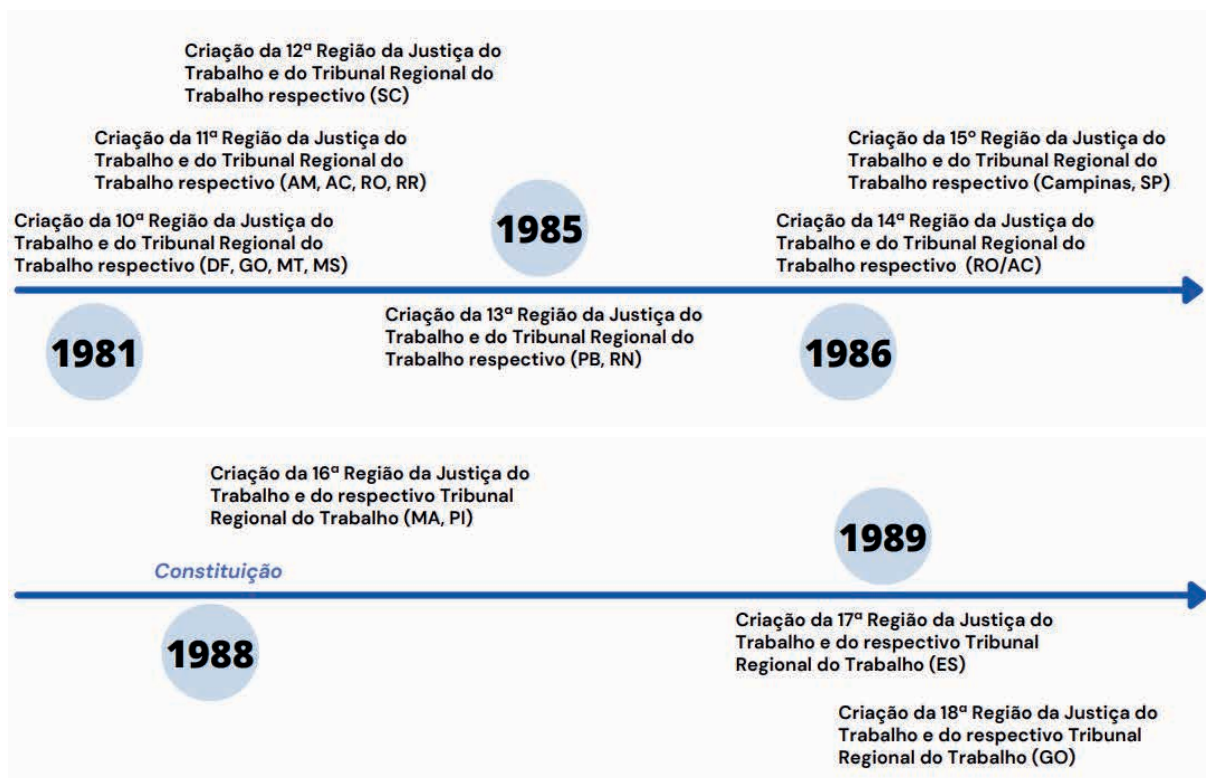 Criação da 12ª Região da Justiça do
Trabalho e do Tribunal Regional do
Trabalho respectivo (SC)
Criação da 11ª Região da Justiça do
Trabalho e do Tribunal Regional do
Trabalho respectivo (AM, AC, RO, RR)
Criação da 10ª Região da Justiça do
Trabalho e do Tribunal Regional do
Trabalho respectivo (DF, GO, MT, MS)
1981
1985
Criação da 13ª Região da Justiça do
Trabalho e do Tribunal Regional do
Trabalho respectivo (PB, RN)
Criação da 15º Região da Justiça do
Trabalho e do Tribunal Regional do
Trabalho respectivo (Campinas, SP)
Criação da 14ª Região da Justiça do
Trabalho e do Tribunal Regional do
Trabalho respectivo (RO/AC)
1986
Criação da 16ª Região da Justiça do
Trabalho e do respectivo Tribunal
Regional do Trabalho (MA, PI)
Constituição
1988
1989
Criação da 17ª Região da Justiça do
Trabalho e do respectivo Tribunal
Regional do Trabalho (ES)
Criação da 18ª Região da Justiça do
Trabalho e do respectivo Tribunal
Regional do Trabalho (GO)